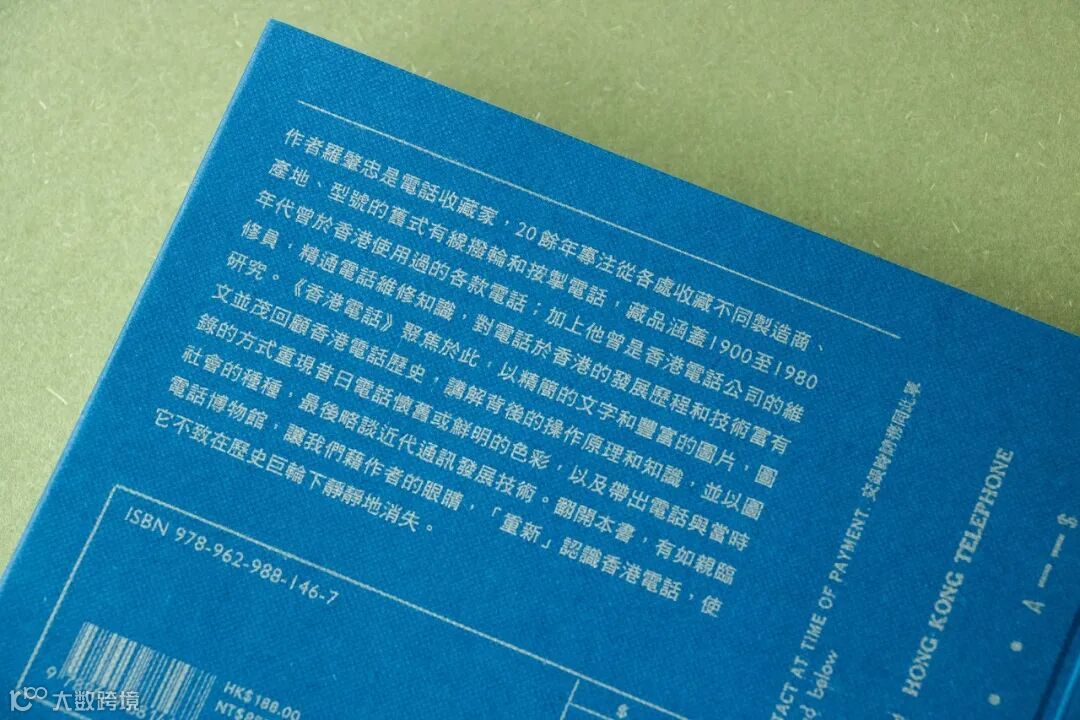 作者羅肇忠是電話收藏家，20餘年專注從各處收藏不同製造商、
產地、型號的舊式有線撥輪和按掣電話，藏品涵蓋1900至1980
年代曾於香港使用過的各款電話；加上他曾是香港電話公司的維
修員，精通電話維修知識，對電話於香港的發展歷程和技術富有
研究。《香港電話》聚焦於此，以精簡的文字和豐富的圖片，圖
文並茂回顧香港電話歷史，講解背後的操作原理和知識，並以圖
錄的方式重現昔日電話懷舊或鮮明的色彩，以及帶出電話與當時
社會的種種，最後略談近代通訊發展技術。翻開本書，有如親臨
電話博物館，讓我們藉作者的眼睛，「重新」認識香港電話，使
它不致在歷史巨輪下靜靜地消失。
ISBN 978-962-988-146-7
HK$188.00
NT$
$
TACT AT TIME OF PAYMENT.
below
HONG KONG TELEPHONE
A — $
大数跨境